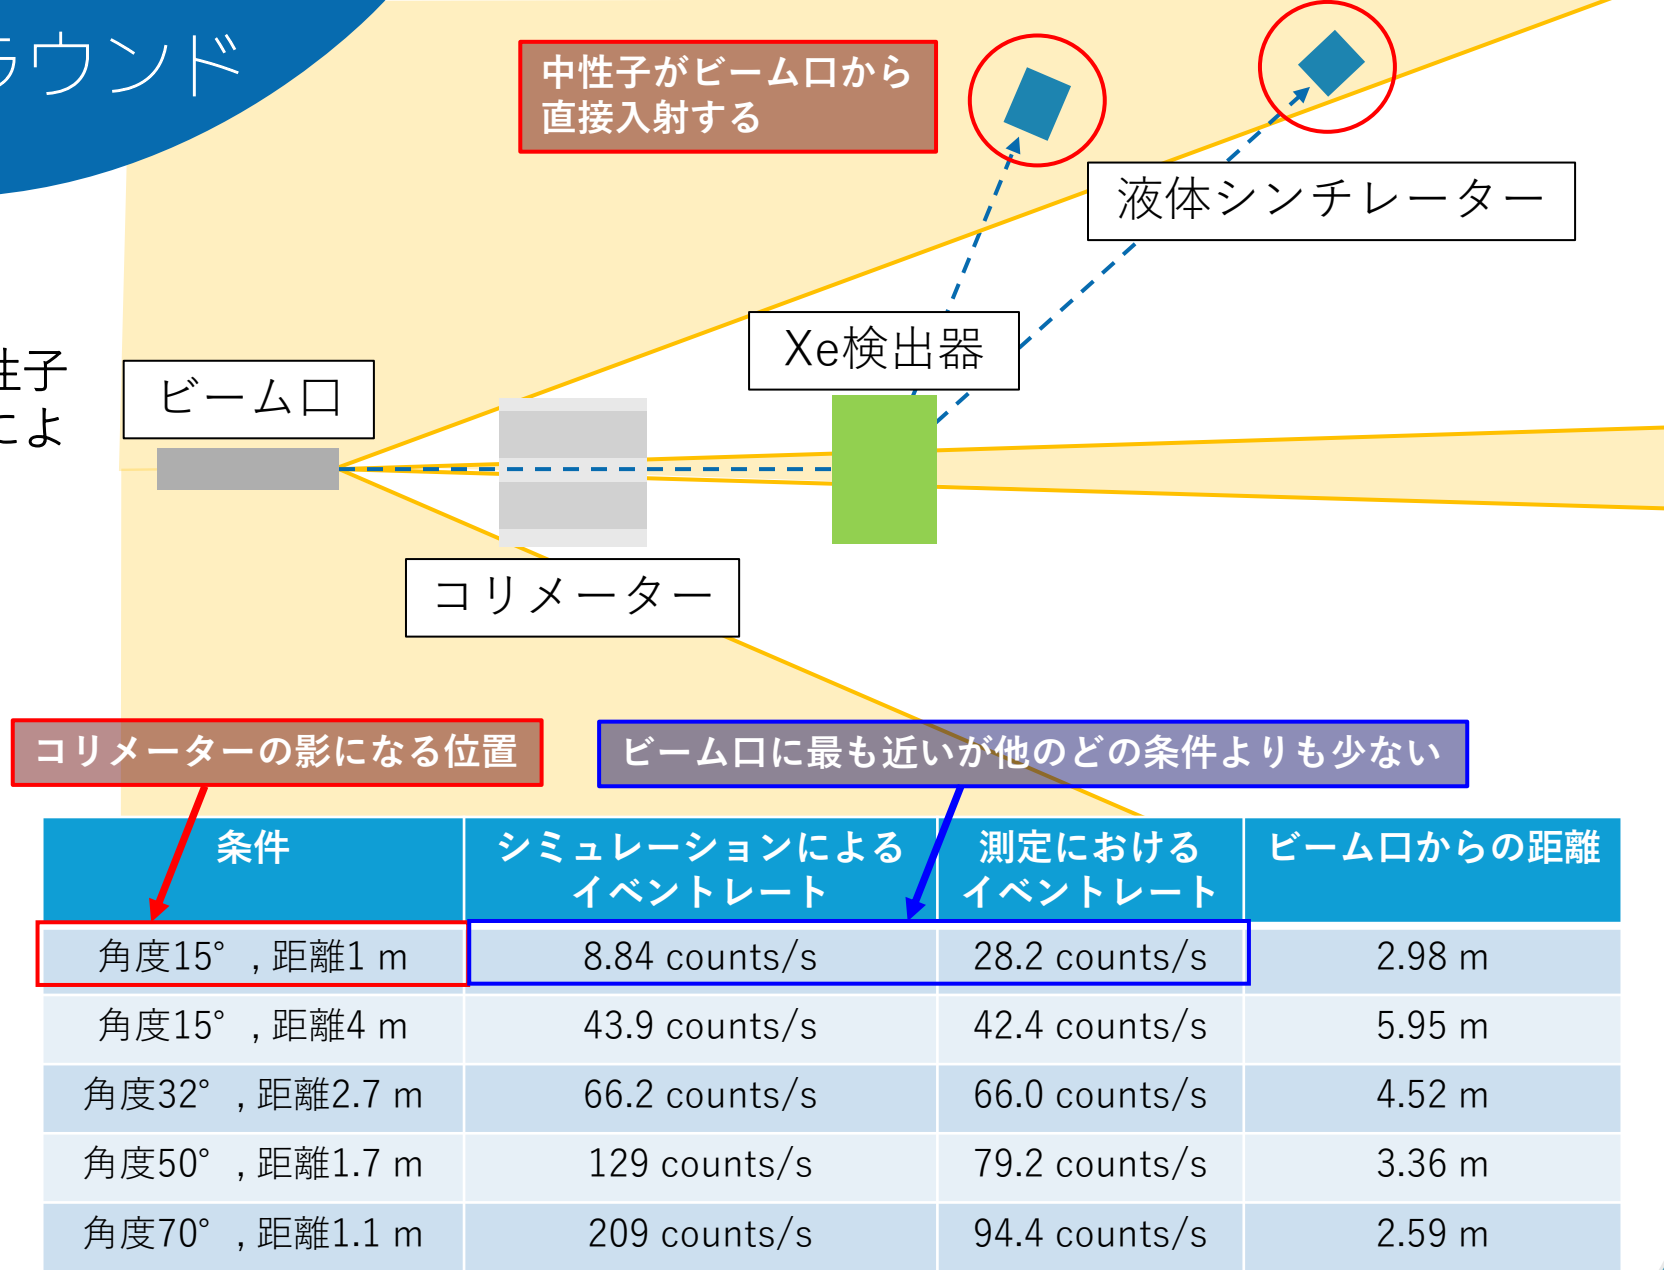 ラウンド
中性子がビーム口から
直接入射する
液体シンチレーター
Xe検出器
性子
によ
ビーム口
コリメーター
コリメーターの影になる位置
ビーム口に最も近いが他のどの条件よりも少ない
条件 シミュレーションによる イベントレート 測定における イベントレート ビーム口からの距離
角度15°, 距離1 m 8.84 counts/s 28.2 counts/s 2.98 m
角度15°, 距離4 m 43.9 counts/s 42.4 counts/s 5.95 m
角度32°, 距離2.7 m 66.2 counts/s 66.0 counts/s 4.52 m
角度50°, 距離1.7 m 129 counts/s 79.2 counts/s 3.36 m
角度70°, 距離1.1 m 209 counts/s 94.4 counts/s 2.59 m